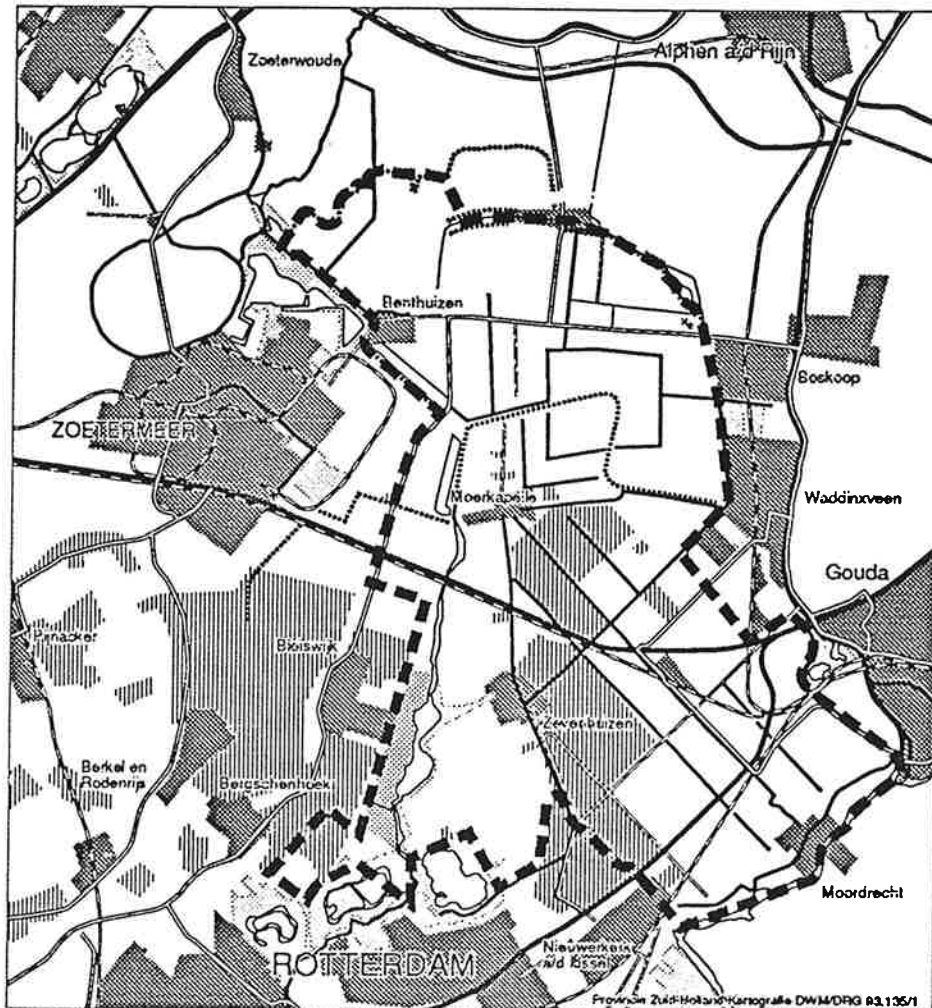 Zoeterwoude
Alphen a/d Rijn
Benthuizen
Boskoop
ZOETERMEER
Moerkapelle
Waddinxveen
Gouda
Pijnacker
Bleiswijk
Zevenhuizen
Berkel en
Rodenrijs
Bergschenhoek
Moordrecht
Nieuwerkerk
a/d IJssel
ROTTERDAM
Provincie Zuid-Holland Kartografie DWM/DRG 93.135/1